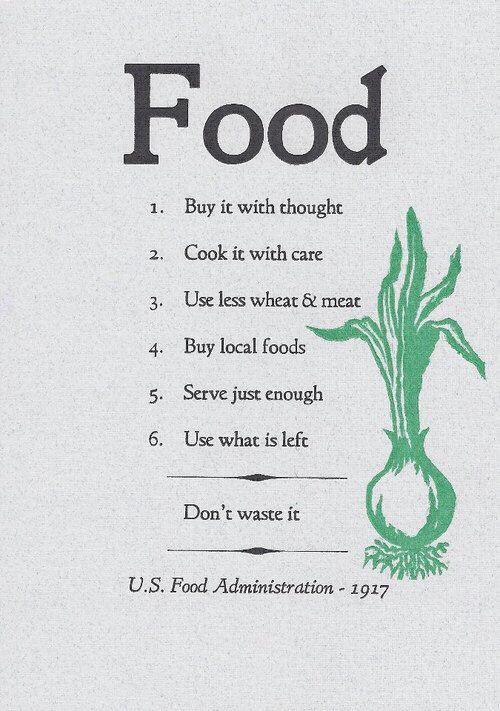 Food
1. Buy it with thought
2. Cook it with care
3. Use less wheat & meat
4. Buy local foods
5. Serve just enough
6. Use what is left
Don't waste it
U.S. Food Administration - 1917